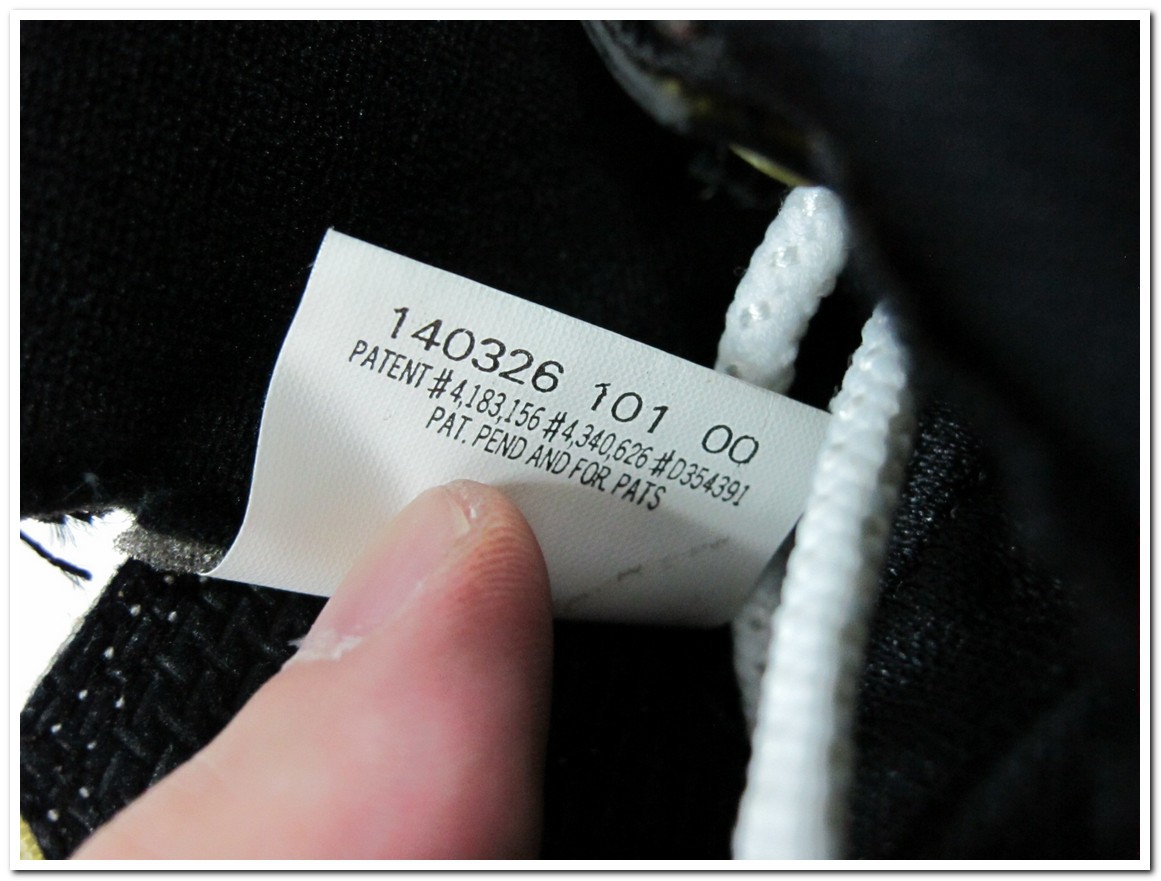 140326 101 00
PATENT #4,183,156 #4,340,626 #D354391
PAT. PEND AND FOR PATS